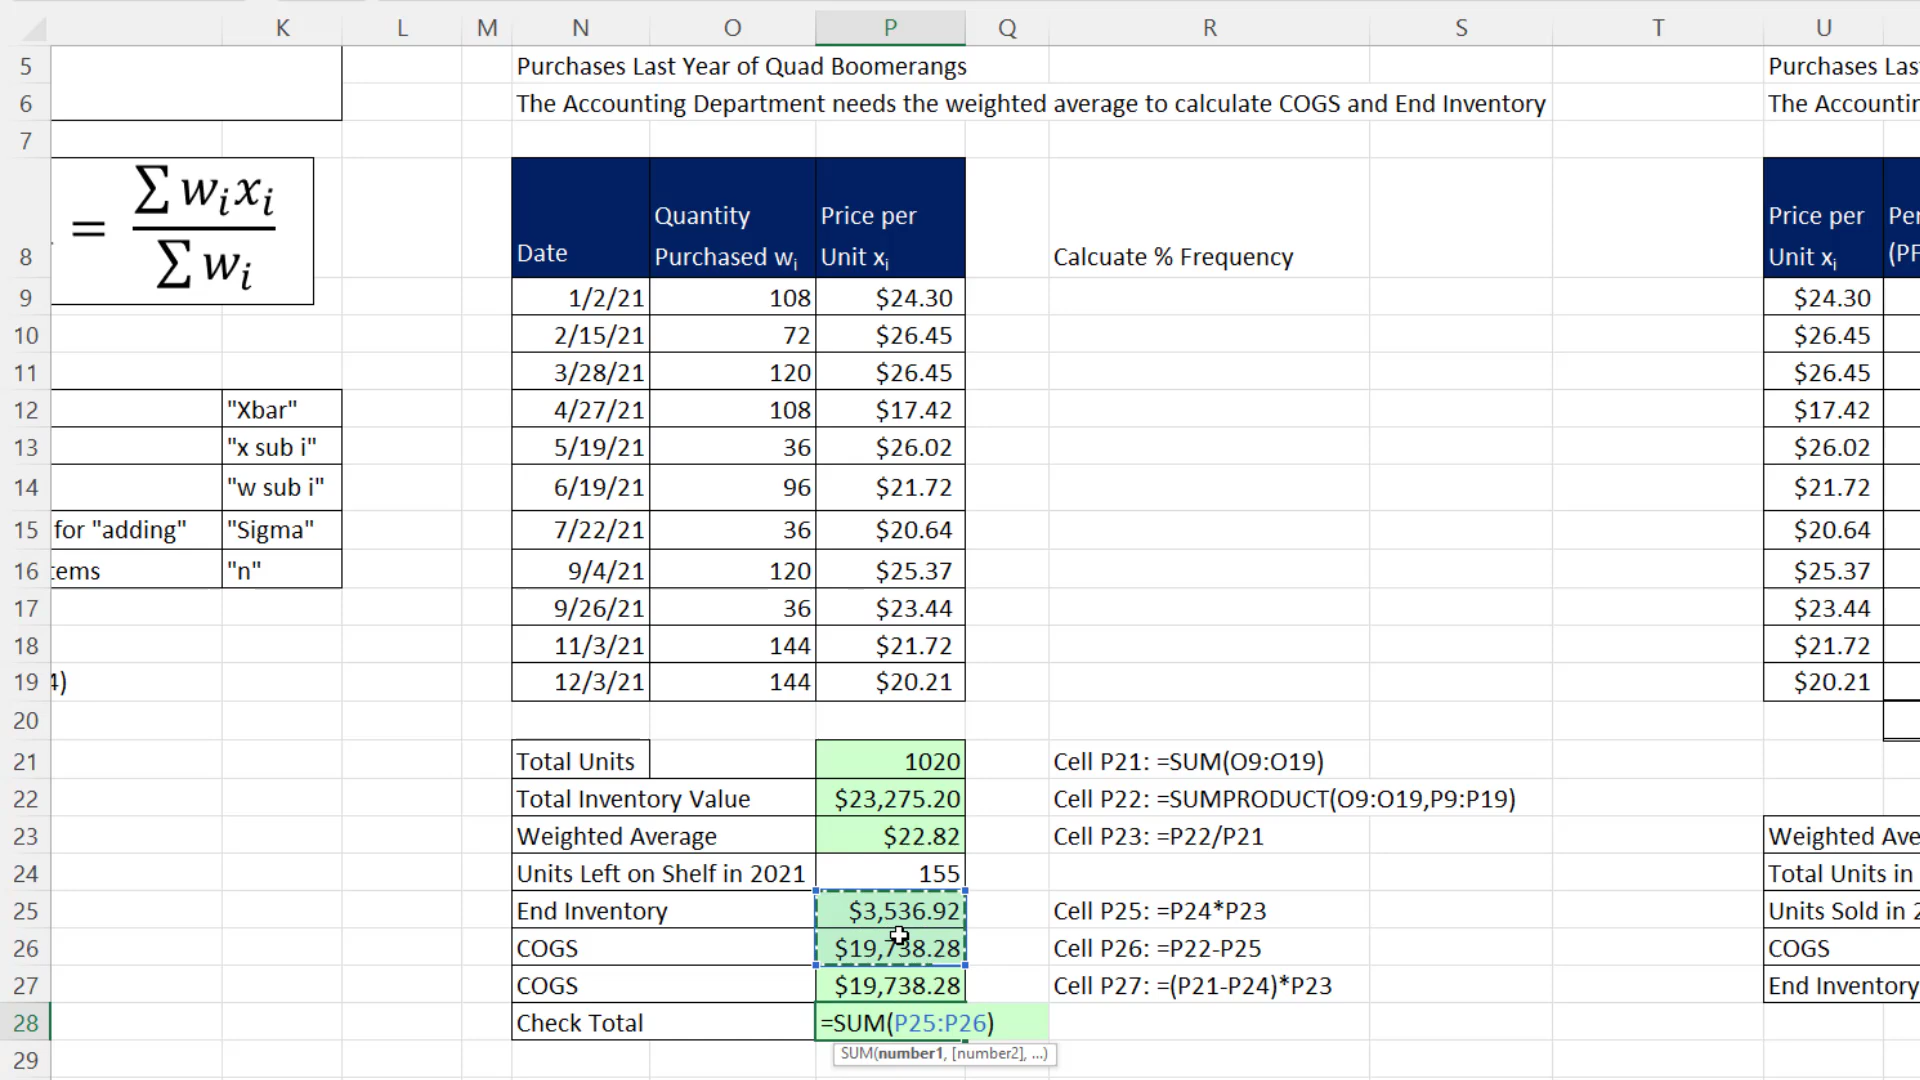 K L M N O P Q R S T U
5 Purchases Last Year of Quad Boomerangs Purchases Las
6 The Accounting Department needs the weighted average to calculate COGS and End Inventory The Accountin
7
= ∑ wᵢxᵢ / ∑ wᵢ
8 Date Quantity Purchased wᵢ Price per Unit xᵢ Calcuate % Frequency Price per Unit xᵢ Per (PF
9 1/2/21 108 $24.30 $24.30
10 2/15/21 72 $26.45 $26.45
11 3/28/21 120 $26.45 $26.45
12 "Xbar" 4/27/21 108 $17.42 $17.42
13 "x sub i" 5/19/21 36 $26.02 $26.02
14 "w sub i" 6/19/21 96 $21.72 $21.72
15 for "adding" "Sigma" 7/22/21 36 $20.64 $20.64
16 tems "n" 9/4/21 120 $25.37 $25.37
17 9/26/21 36 $23.44 $23.44
18 11/3/21 144 $21.72 $21.72
19 4) 12/3/21 144 $20.21 $20.21
20
21 Total Units 1020 Cell P21: =SUM(O9:O19)
22 Total Inventory Value $23,275.20 Cell P22: =SUMPRODUCT(O9:O19,P9:P19)
23 Weighted Average $22.82 Cell P23: =P22/P21 Weighted Ave
24 Units Left on Shelf in 2021 155 Total Units in
25 End Inventory $3,536.92 Cell P25: =P24*P23 Units Sold in 2
26 COGS $19,738.28 Cell P26: =P22-P25 COGS
27 COGS $19,738.28 Cell P27: =(P21-P24)*P23 End Inventory
28 Check Total =SUM(P25:P26)
SUM(number1, [number2], ...)
29